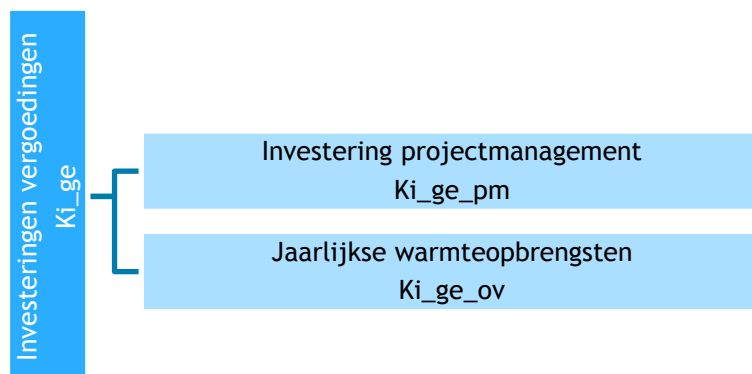 Investeringen vergoedingen
Ki_ge
Investering projectmanagement
Ki_ge_pm
Jaarlijkse warmteopbrengsten
Ki_ge_ov